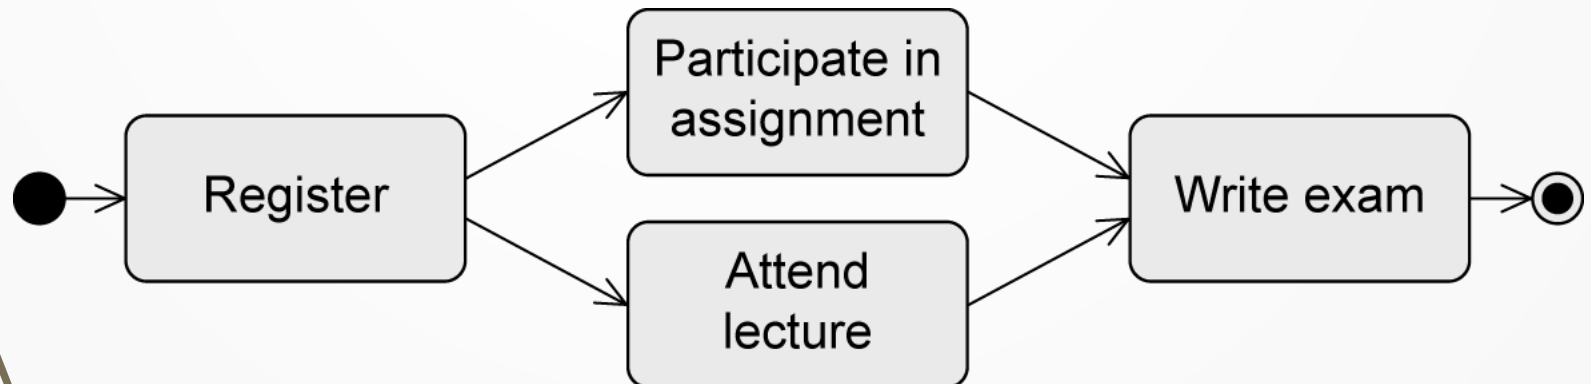 Register
Participate in
assignment
Attend
lecture
Write exam